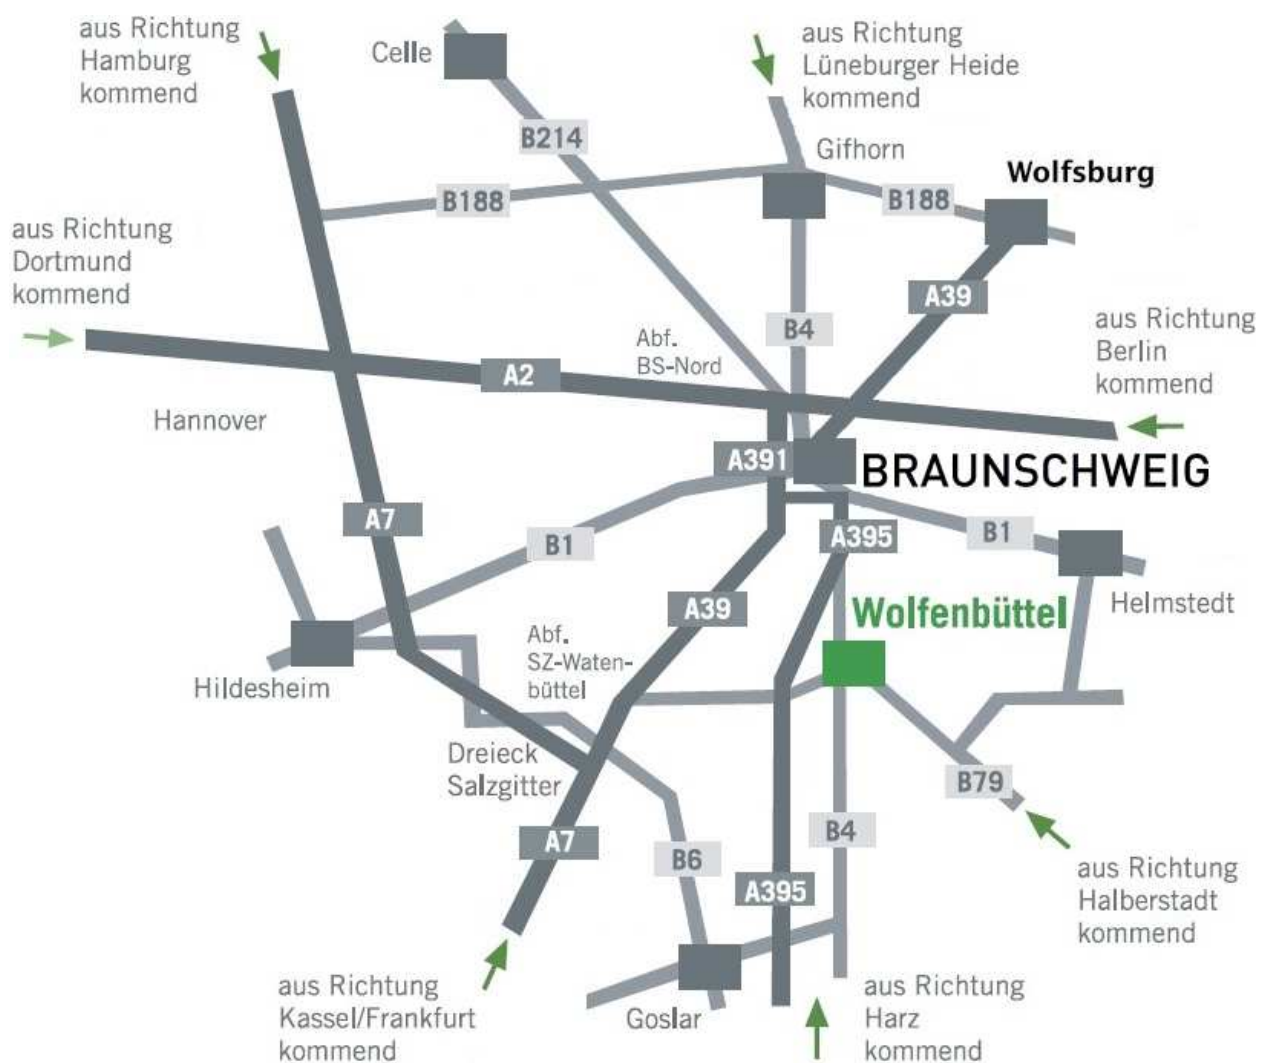 aus Richtung
Hamburg
kommend
Celle
aus Richtung
Lüneburger Heide
kommend
B214
Gifhorn
Wolfsburg
B188
B188
aus Richtung
Dortmund
kommend
A39
B4
Abf.
BS-Nord
aus Richtung
Berlin
kommend
A2
Hannover
A391
BRAUNSCHWEIG
A7
B1
A395
B1
A39
Wolfenbüttel
Helmstedt
Abf.
SZ-Waten-
büttel
Hildesheim
Dreieck
Salzgitter
B79
A7
B6
B4
A395
aus Richtung
Halberstadt
kommend
aus Richtung
Kassel/Frankfurt
kommend
Goslar
aus Richtung
Harz
kommend